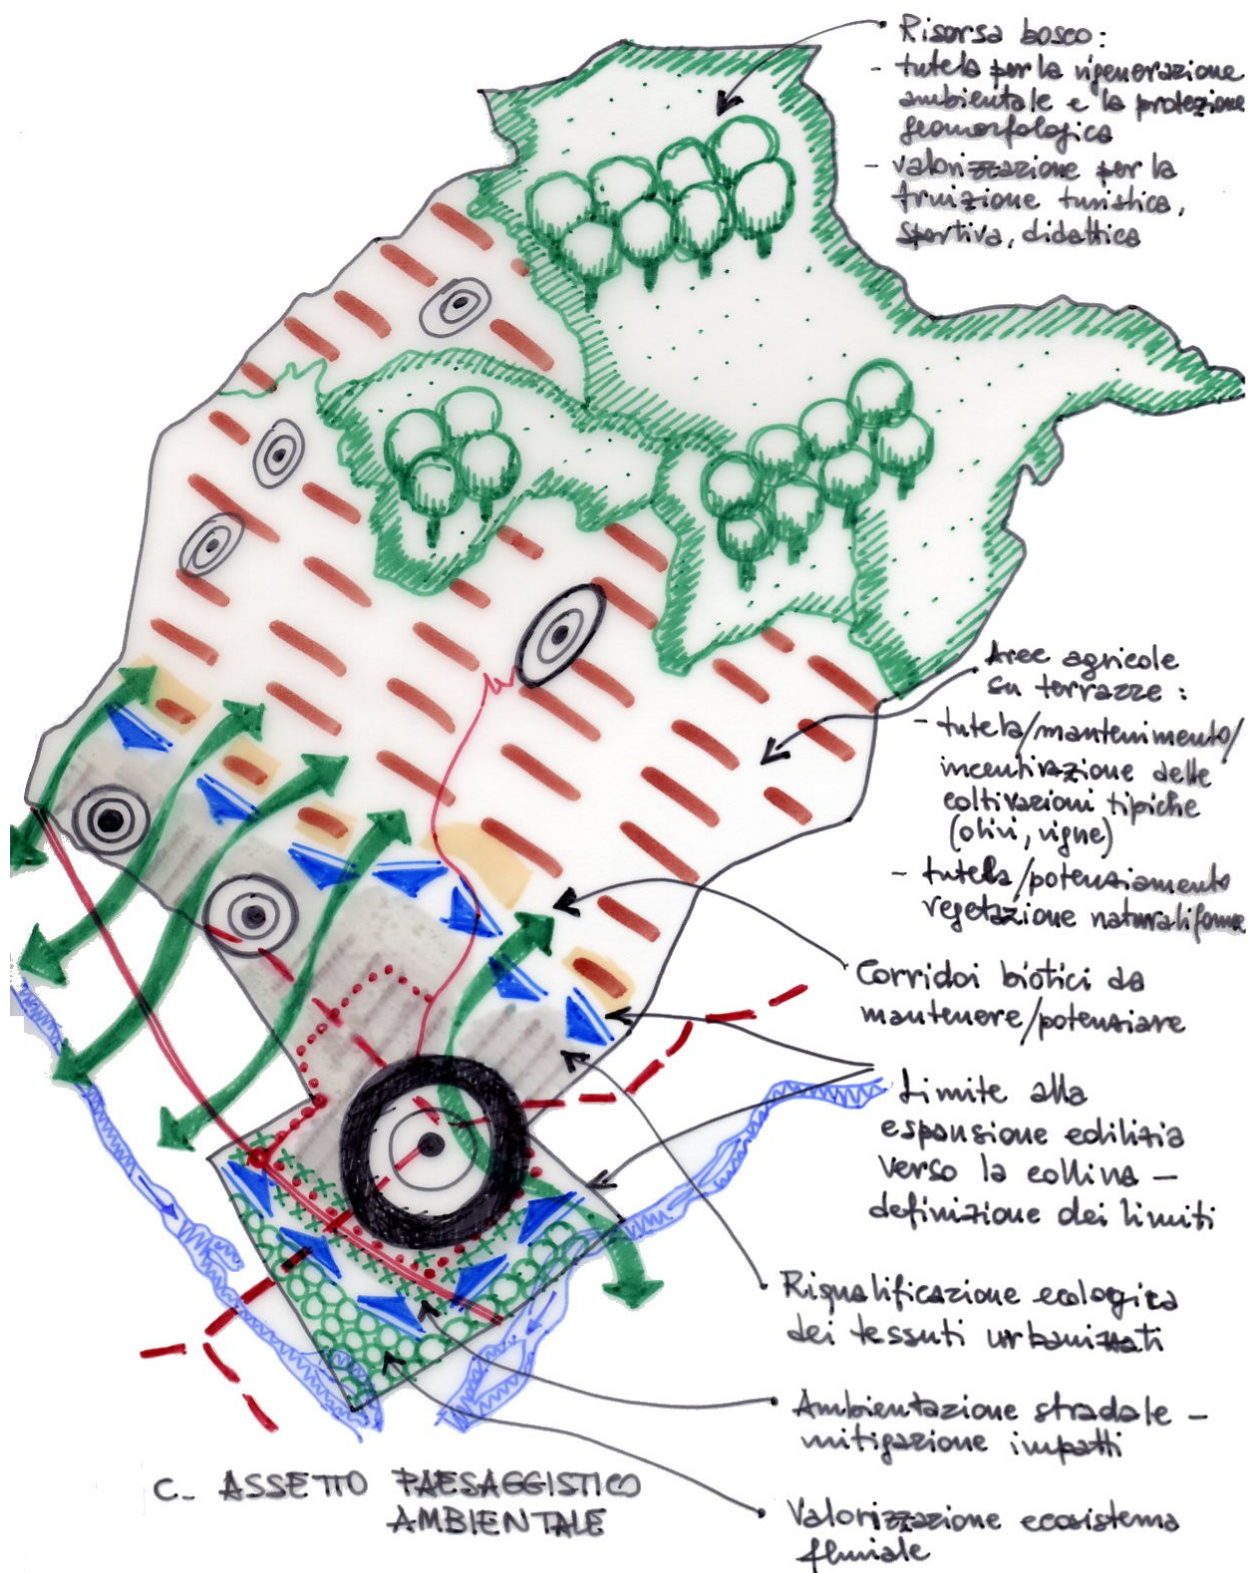 Risorsa bosco:
- tutela per la rigenerazione
ambientale e la protezione
geomorfologica
- valorizzazione per la
fruizione turistica,
sportiva, didattica
Aree agricole
su terrazze:
- tutela/mantenimento/
incentivazione delle
coltivazioni tipiche
(olivi, vigne)
- tutela/potenziamento
vegetazione naturaliforme
Corridoi biotici da
mantenere/potenziare
Limite alla
espansione edilizia
verso la collina -
definizione dei limiti
Riqualificazione ecologica
dei tessuti urbanizzati
Ambientazione stradale -
mitigazione impatti
Valorizzazione ecosistema
fluviale
C- ASSETTO PAESAGGISTICO
AMBIENTALE